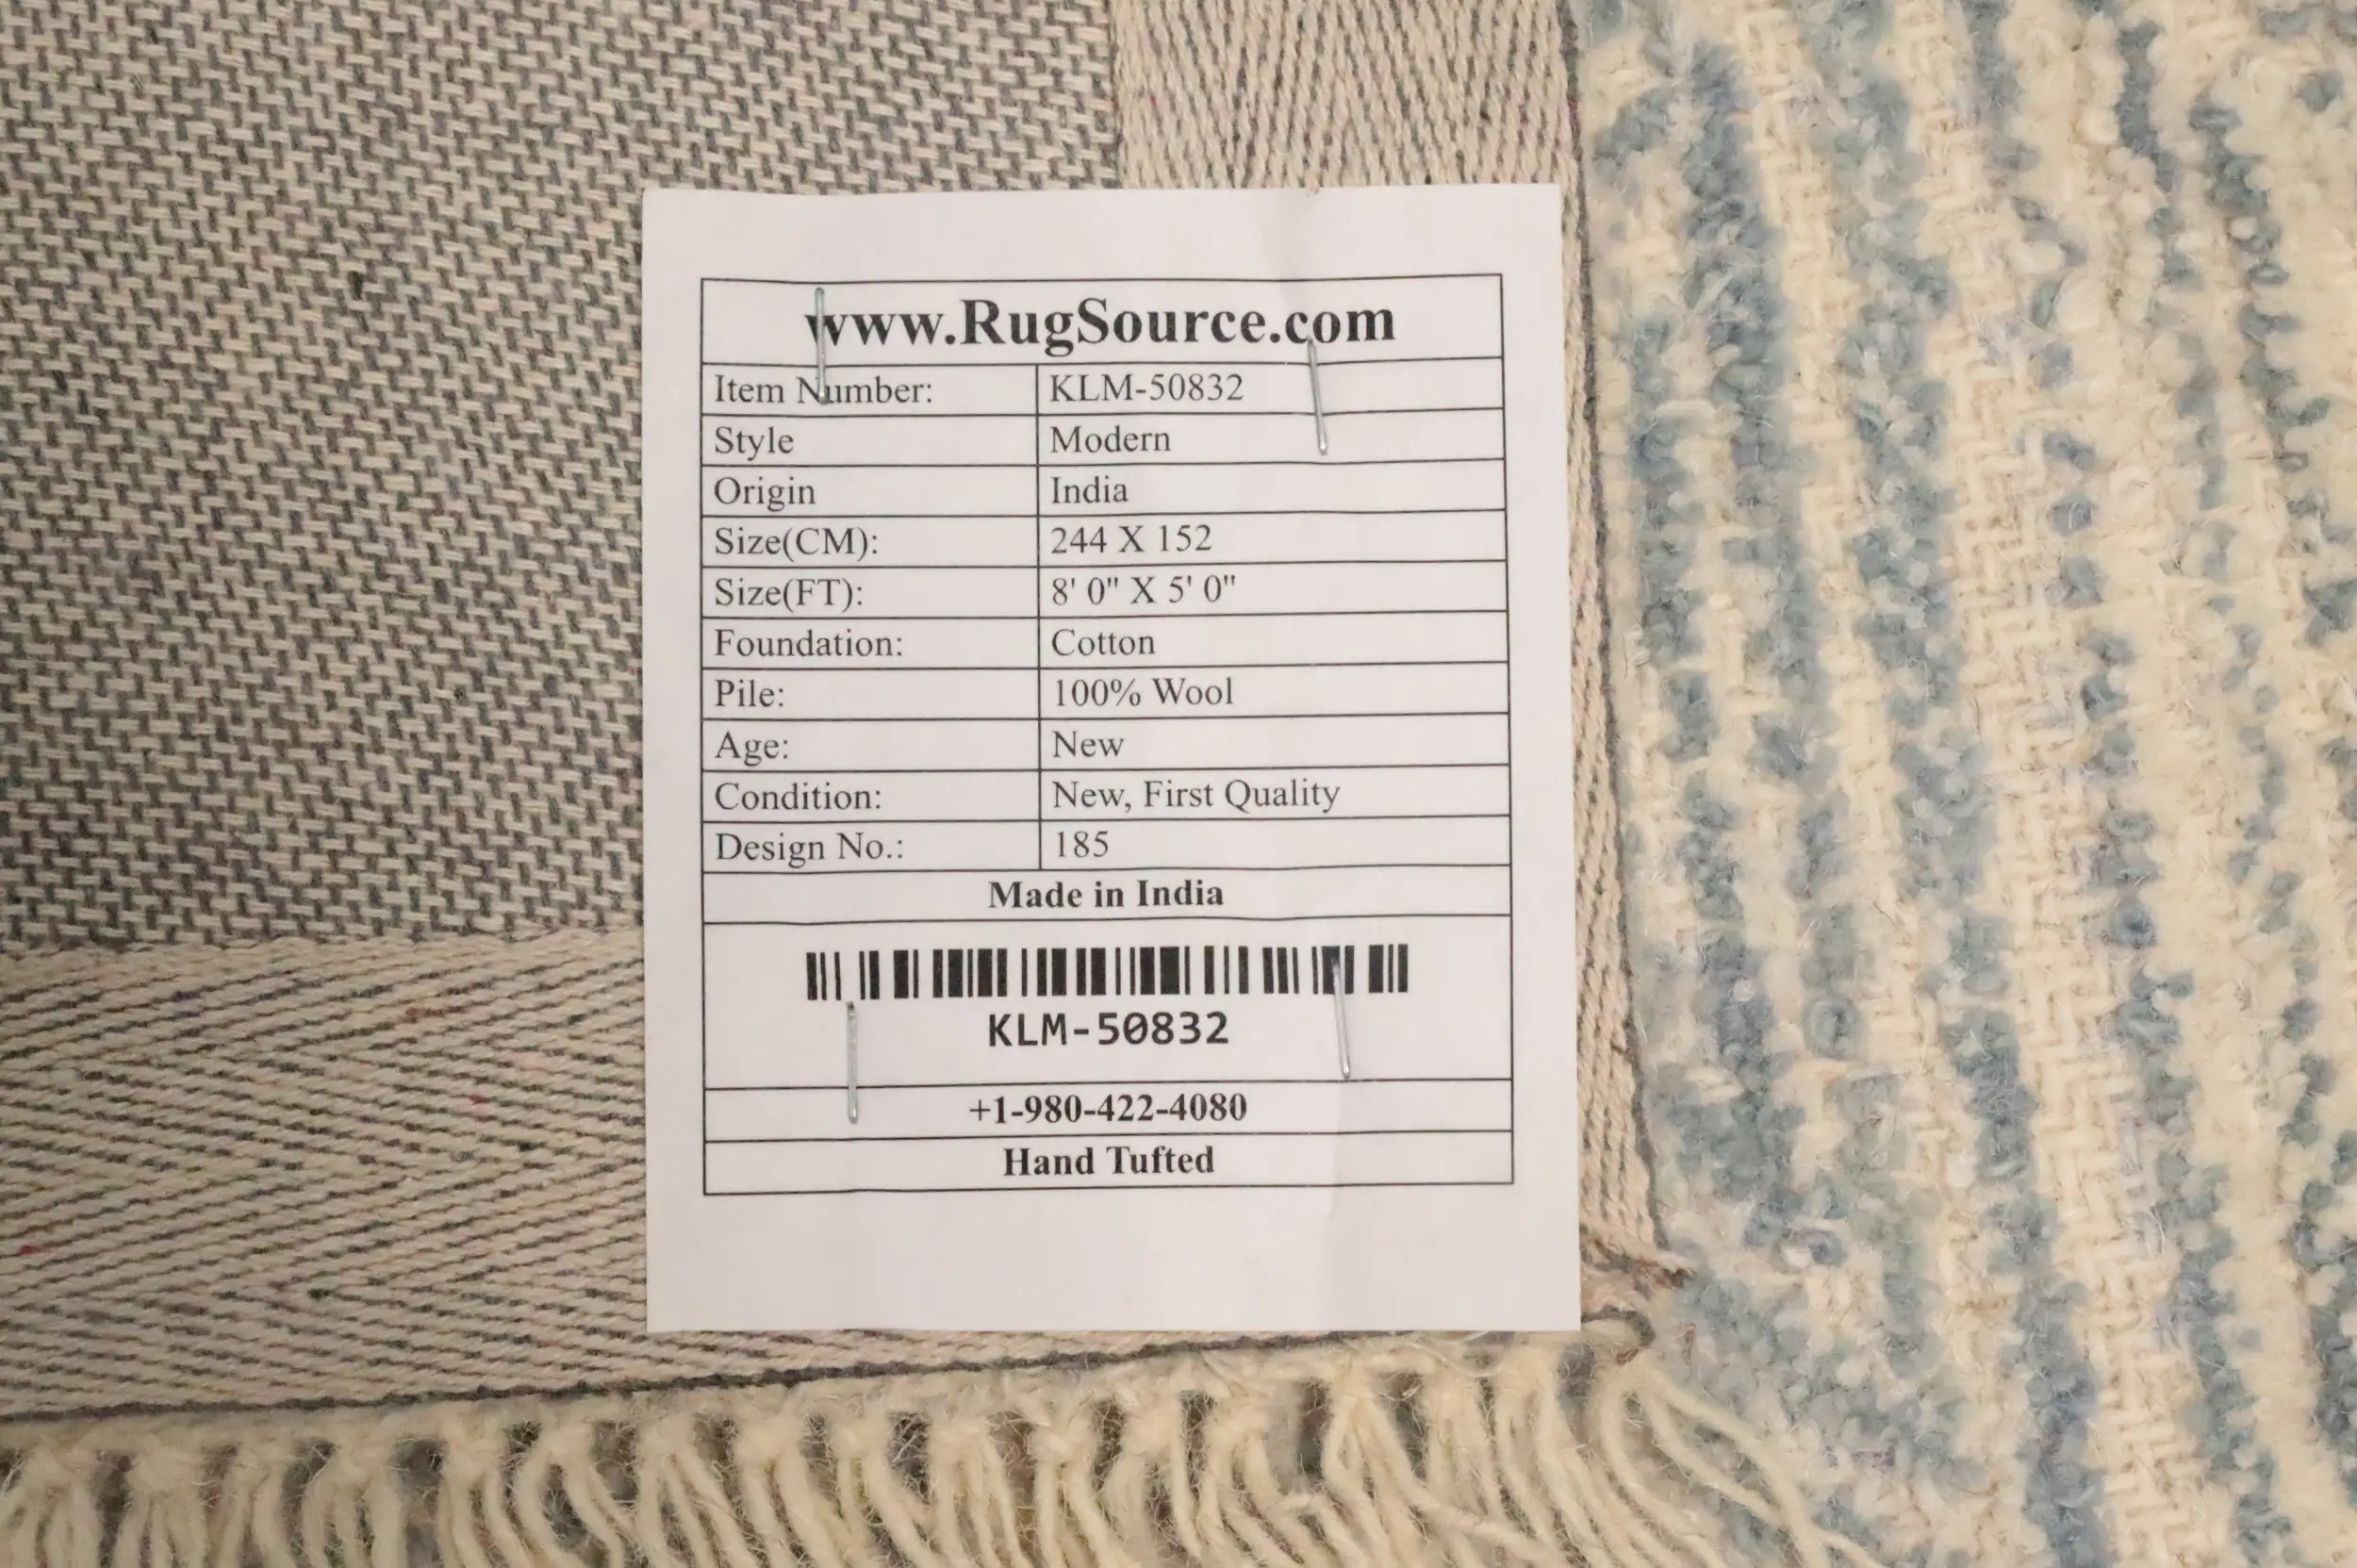 www.RugSource.com
Item Number: KLM-50832
Style Modern
Origin India
Size(CM): 244 X 152
Size(FT): 8' 0" X 5' 0"
Foundation: Cotton
Pile: 100% Wool
Age: New
Condition: New, First Quality
Design No.: 185
Made in India
KLM-50832
+1-980-422-4080
Hand Tufted